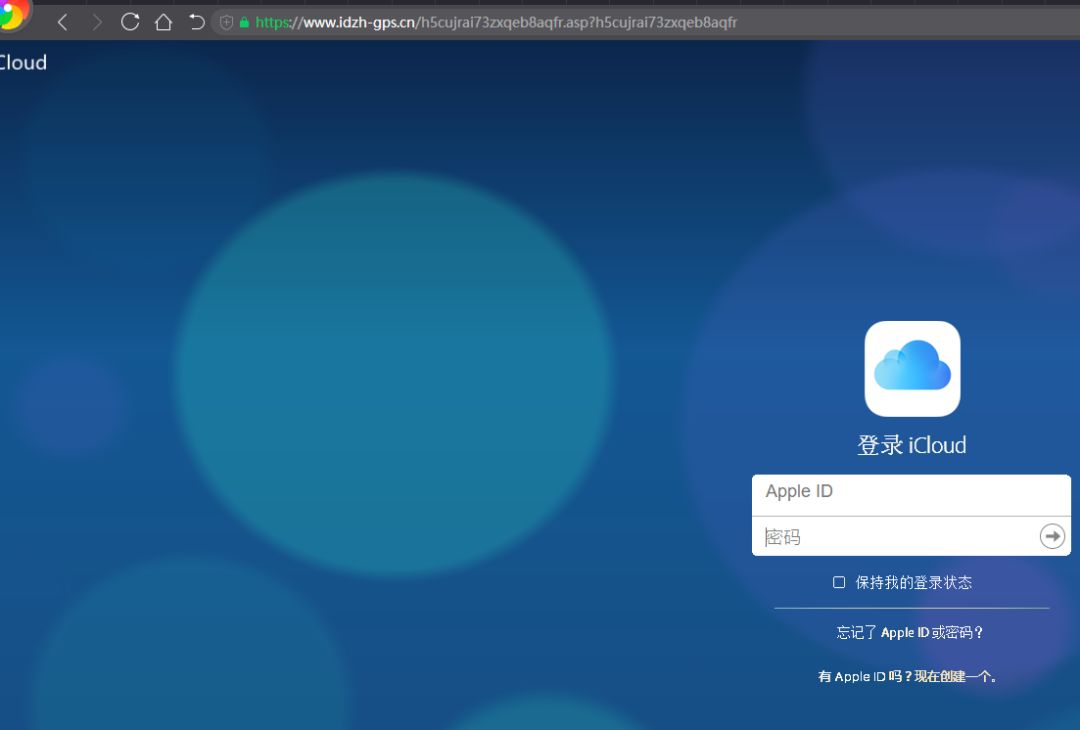 https://www.idzh-gps.cn/h5cujrai73zxqeb8aqfr.asp?h5cujrai73zxqeb8aqfr
Cloud
登录 iCloud
Apple ID
密码
保持我的登录状态
忘记了 Apple ID 或密码？
有 Apple ID 吗？现在创建一个。